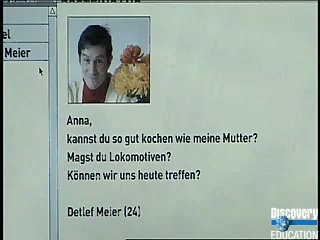 el
Meier
Anna,
kannst du so gut kochen wie meine Mutter?
Magst du Lokomotiven?
Können wir uns heute treffen?
Detlef Meier (24)
Discovery
EDUCATION